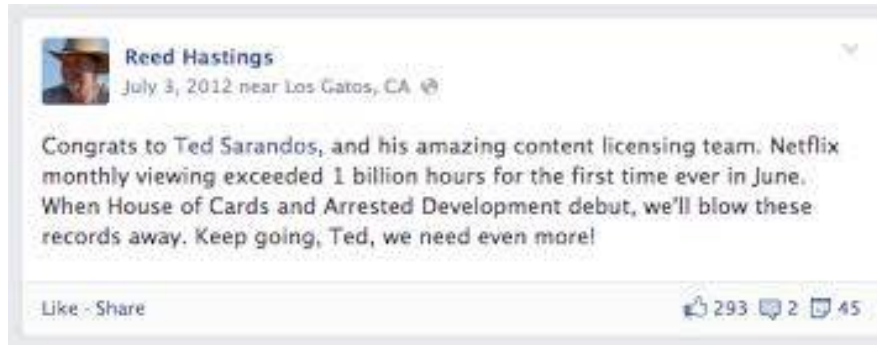 Reed Hastings
July 3, 2012 near Los Gatos, CA
Congrats to Ted Sarandos, and his amazing content licensing team. Netflix
monthly viewing exceeded 1 billion hours for the first time ever in June.
When House of Cards and Arrested Development debut, we'll blow these
records away. Keep going, Ted, we need even more!
Like · Share 293 2 45